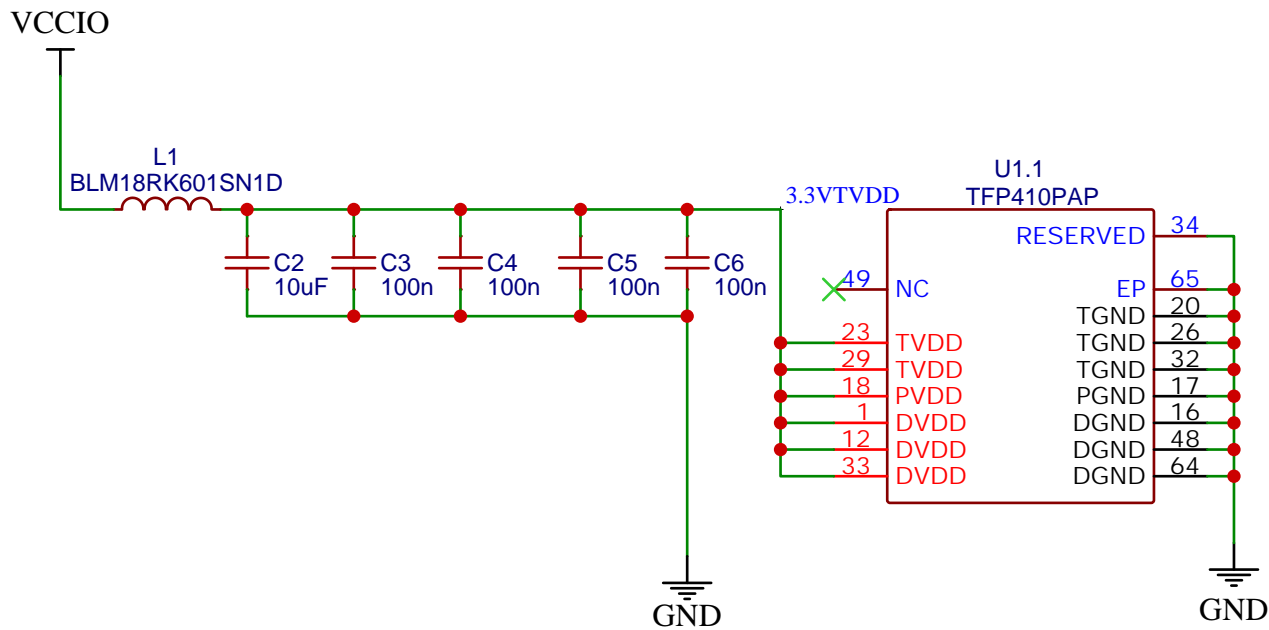 VCCIO
L1
BLM18RK601SN1D
C2
10uF
C3
100n
C4
100n
C5
100n
C6
100n
GND
3.3VTVDD
U1.1
TFP410PAP
49 NC
23 TVDD
29 TVDD
18 PVDD
1 DVDD
12 DVDD
33 DVDD
RESERVED 34
EP 65
TGND 20
TGND 26
TGND 32
PGND 17
DGND 16
DGND 48
DGND 64
GND